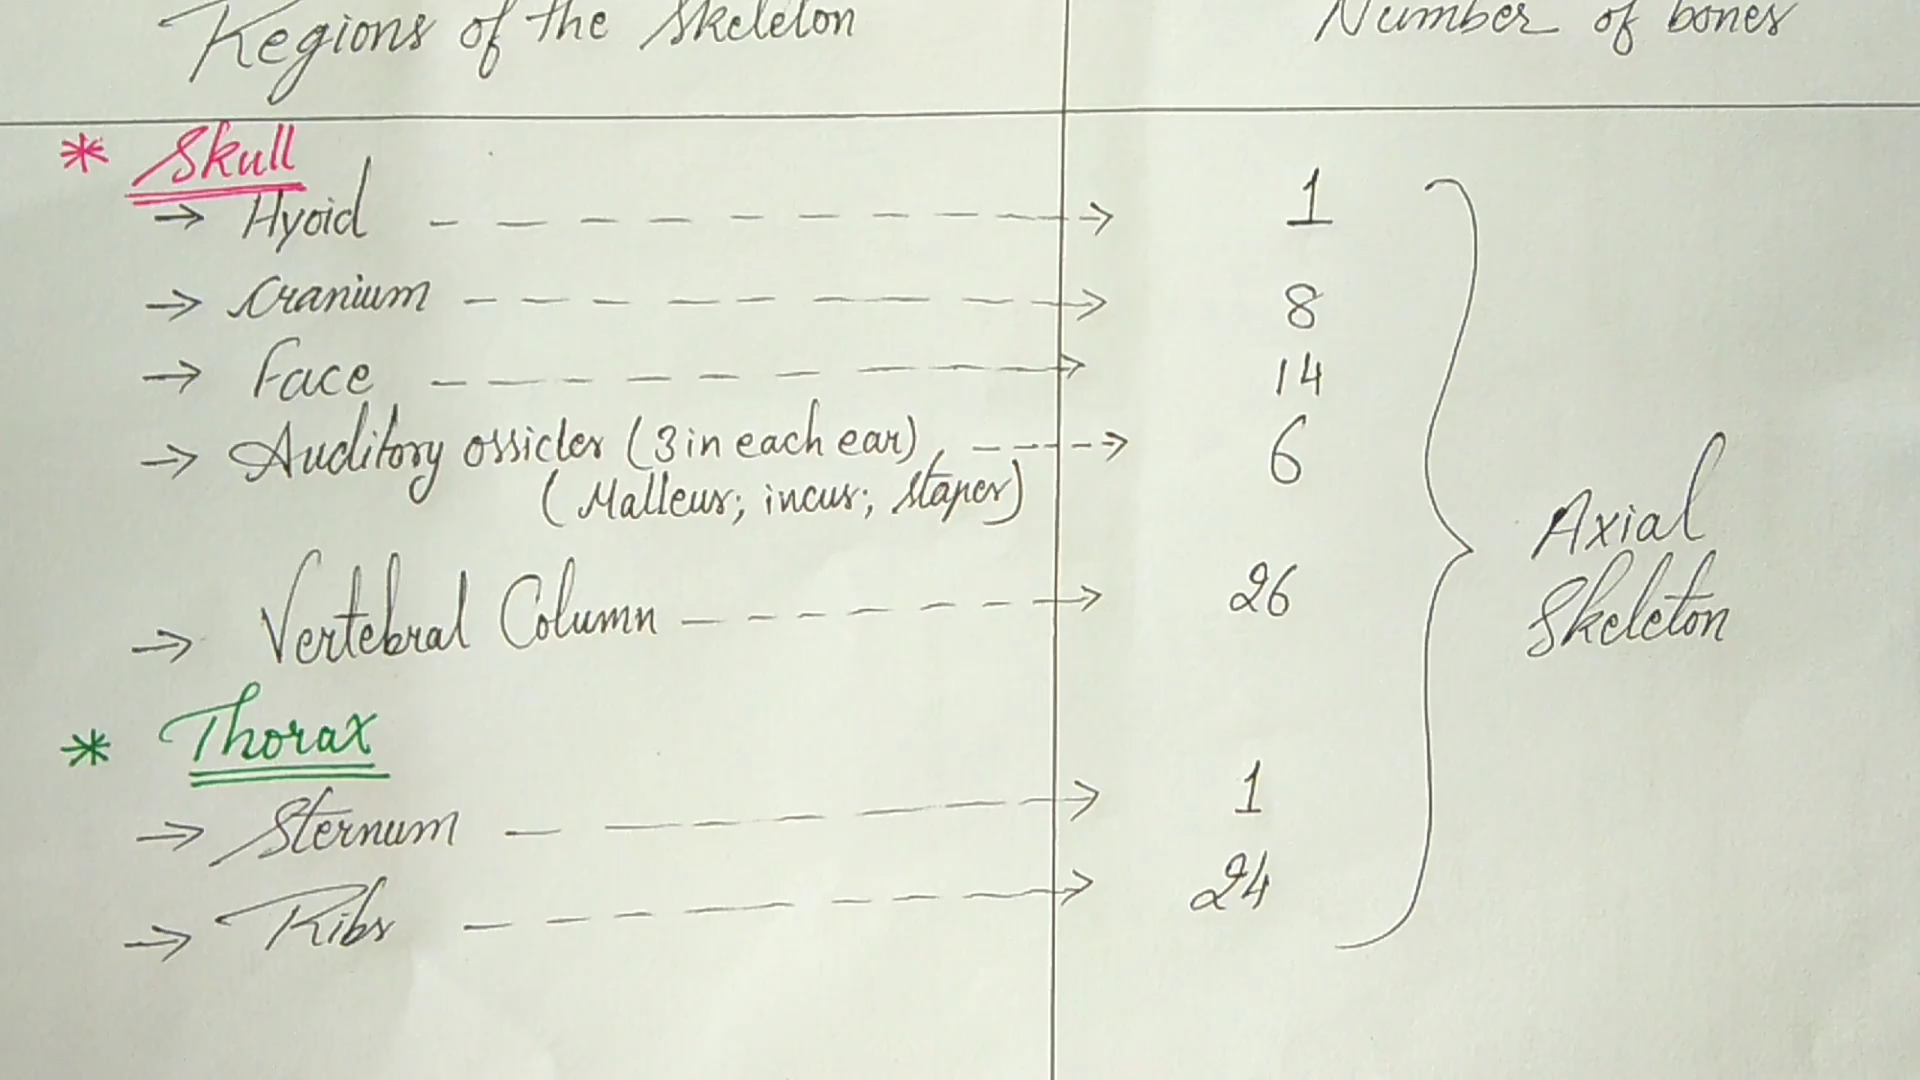 Regions of the Skeleton Number of bones
* Skull
→ Hyoid → 1
→ Cranium → 8
→ Face → 14
→ Auditory ossicles (3 in each ear) → 6
(Malleus; incus; stapes)
→ Vertebral Column → 26
Axial
Skeleton
* Thorax
→ Sternum → 1
→ Ribs → 24